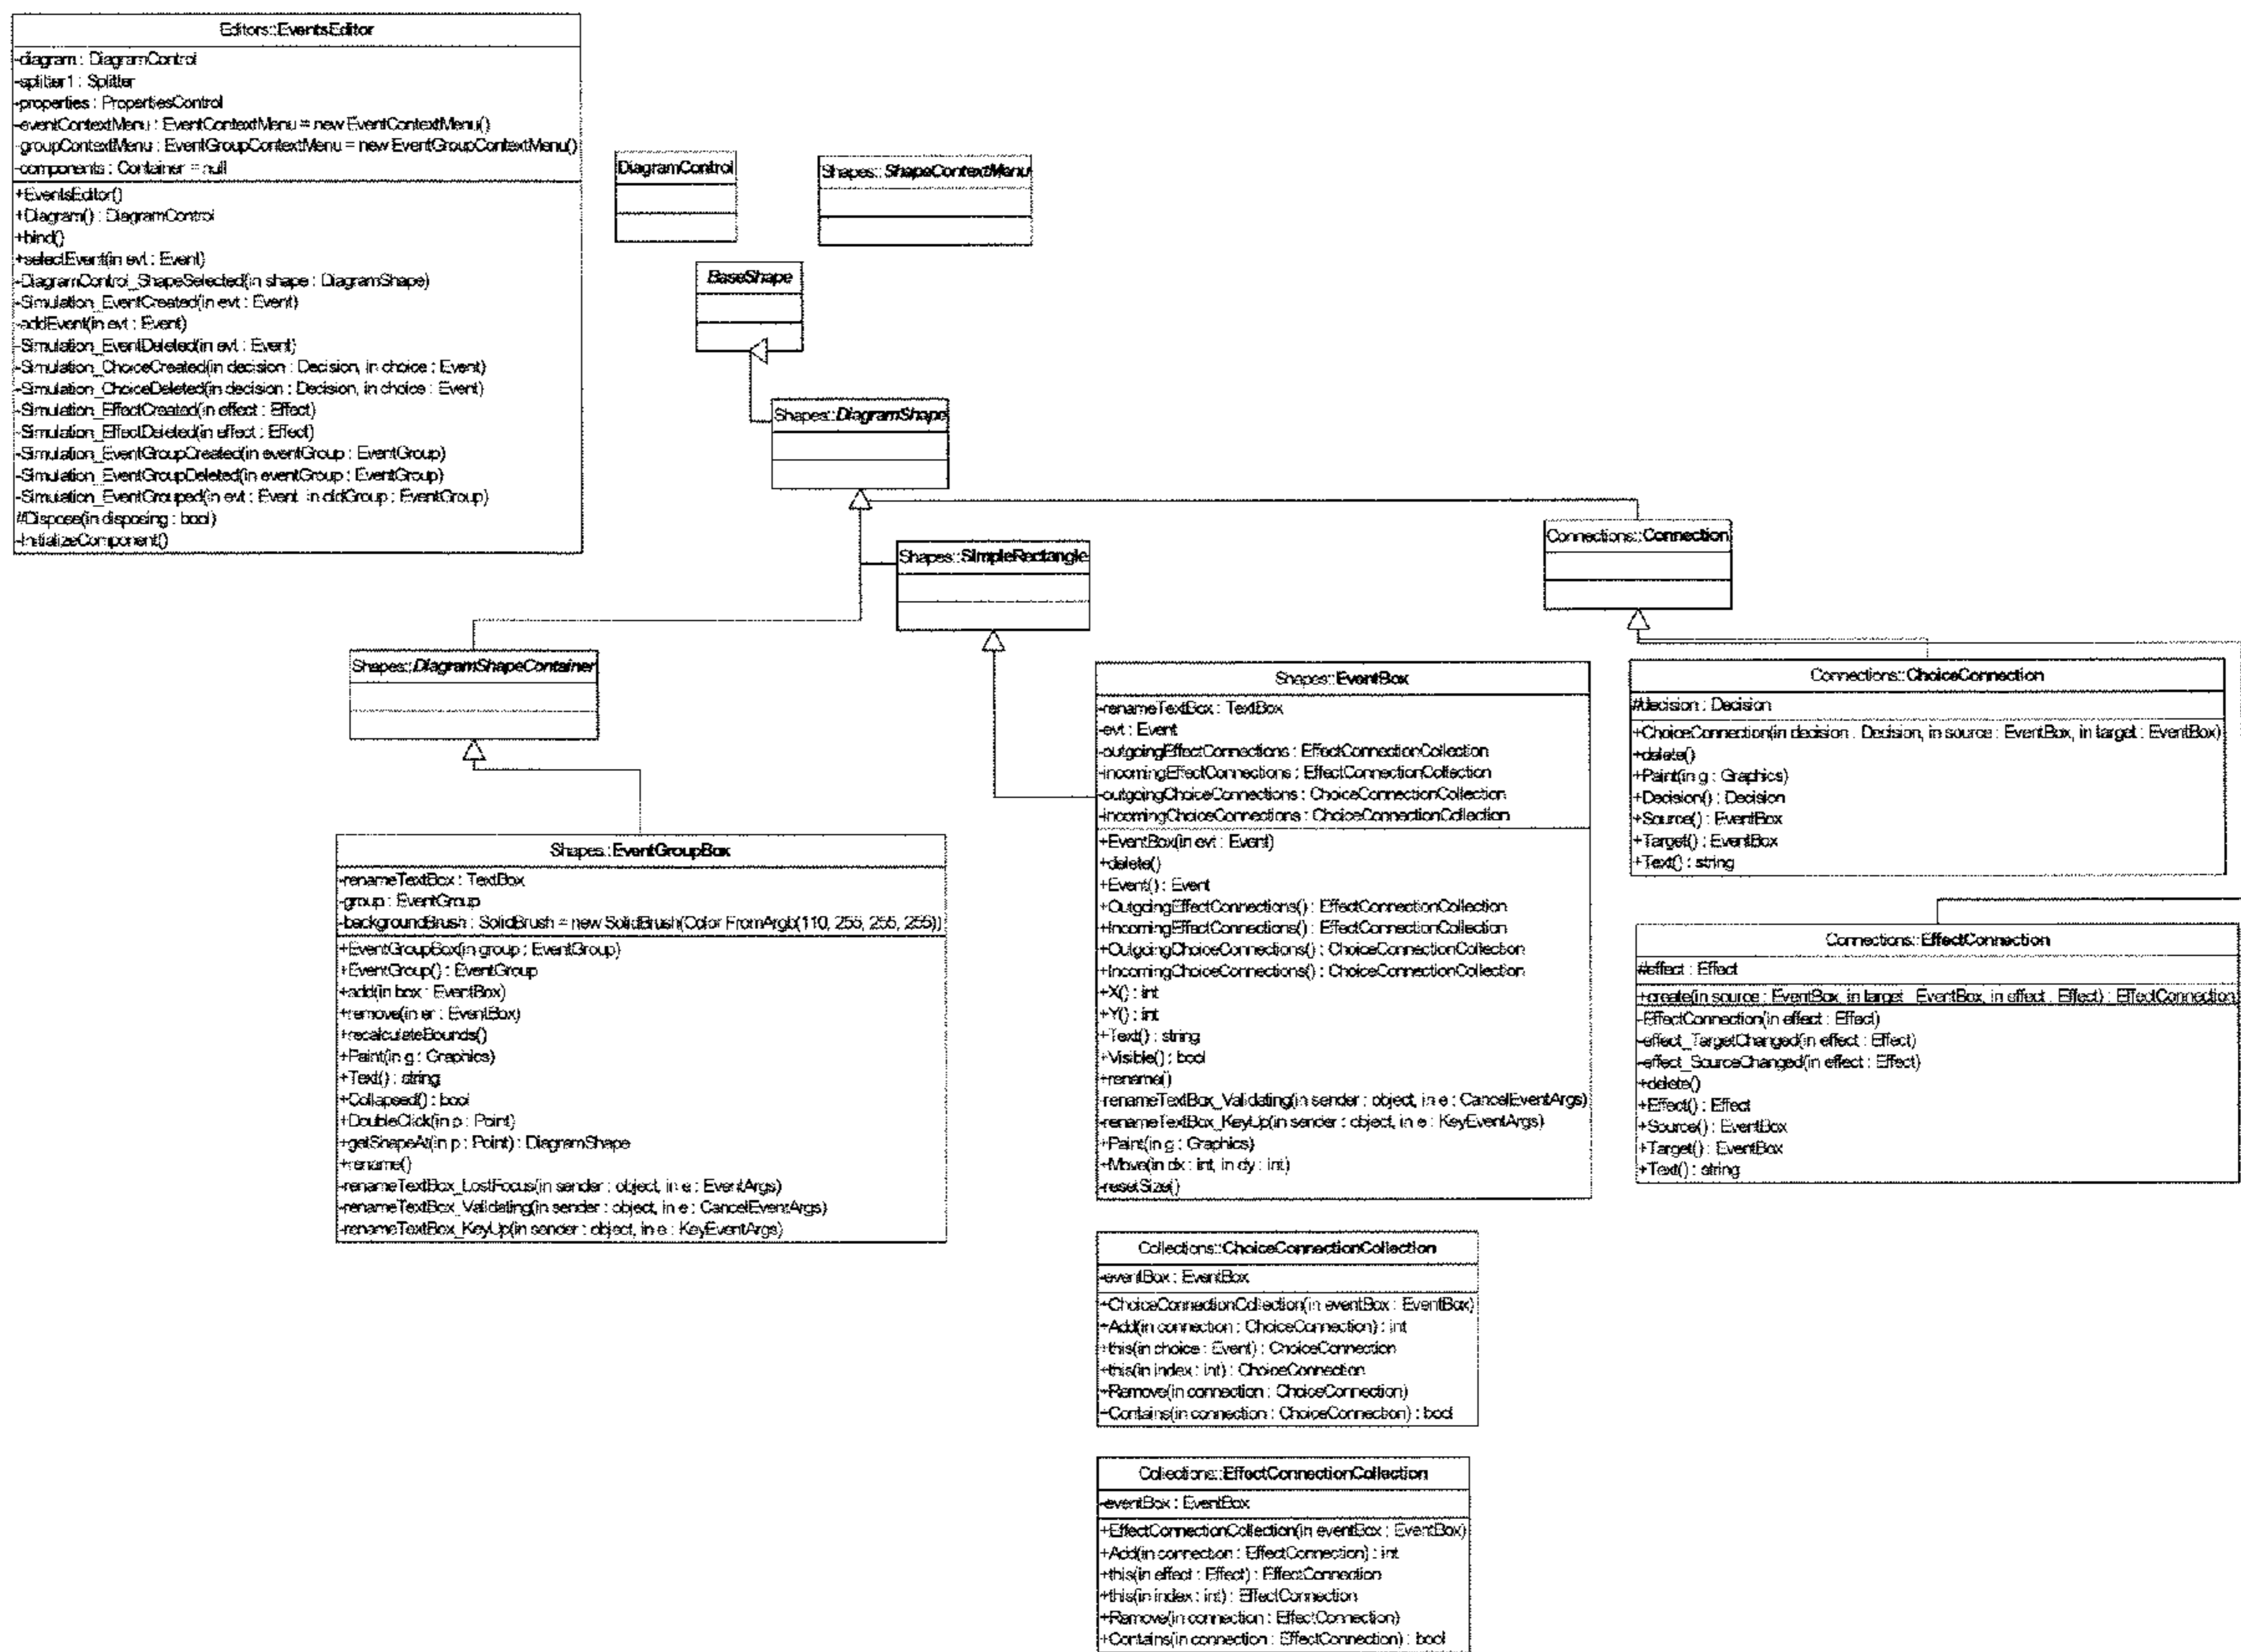 Editors::EventsEditor
-diagram : DiagramControl
-splitter1 : Splitter
-properties : PropertiesControl
-eventContextMenu : EventContextMenu = new EventContextMenu()
-groupContextMenu : EventGroupContextMenu = new EventGroupContextMenu()
-components : Container = null
+EventsEditor()
+Diagram() : DiagramControl
+bind()
+selectEvent(in evt : Event)
-DiagramControl_ShapeSelected(in shape : DiagramShape)
-Simulation_EventCreated(in evt : Event)
-addEvent(in evt : Event)
-Simulation_EventDeleted(in evt : Event)
-Simulation_ChoiceCreated(in decision : Decision, in choice : Event)
-Simulation_ChoiceDeleted(in decision : Decision, in choice : Event)
-Simulation_EffectCreated(in effect : Effect)
-Simulation_EffectDeleted(in effect : Effect)
-Simulation_EventGroupCreated(in eventGroup : EventGroup)
-Simulation_EventGroupDeleted(in eventGroup : EventGroup)
-Simulation_EventGrouped(in evt : Event, in oldGroup : EventGroup)
#Dispose(in disposing : bool)
-InitializeComponent()
DiagramControl
Shapes::ShapeContextMenu
BaseShape
Shapes::DiagramShape
Shapes::SimpleRectangle
Connections::Connection
Shapes::DiagramShapeContainer
Shapes::EventGroupBox
-renameTextBox : TextBox
-group : EventGroup
-backgroundBrush : SolidBrush = new SolidBrush(Color.FromArgb(110, 255, 255, 255))
+EventGroupBox(in group : EventGroup)
+EventGroup() : EventGroup
+add(in box : EventBox)
+remove(in er : EventBox)
+recalculateBounds()
+Paint(in g : Graphics)
+Text() : string
+Collapsed() : bool
+DoubleClick(in p : Point)
+getShapeAt(in p : Point) : DiagramShape
+rename()
-renameTextBox_LostFocus(in sender : object, in e : EventArgs)
-renameTextBox_Validating(in sender : object, in e : CancelEventArgs)
-renameTextBox_KeyUp(in sender : object, in e : KeyEventArgs)
Shapes::EventBox
-renameTextBox : TextBox
-evt : Event
-outgoingEffectConnections : EffectConnectionCollection
-incomingEffectConnections : EffectConnectionCollection
-outgoingChoiceConnections : ChoiceConnectionCollection
-incomingChoiceConnections : ChoiceConnectionCollection
+EventBox(in evt : Event)
+delete()
+Event() : Event
+OutgoingEffectConnections() : EffectConnectionCollection
+IncomingEffectConnections() : EffectConnectionCollection
+OutgoingChoiceConnections() : ChoiceConnectionCollection
+IncomingChoiceConnections() : ChoiceConnectionCollection
+X() : int
+Y() : int
+Text() : string
+Visible() : bool
+rename()
-renameTextBox_Validating(in sender : object, in e : CancelEventArgs)
-renameTextBox_KeyUp(in sender : object, in e : KeyEventArgs)
+Paint(in g : Graphics)
+Move(in dx : int, in dy : int)
-resetSize()
Connections::ChoiceConnection
#decision : Decision
+ChoiceConnection(in decision : Decision, in source : EventBox, in target : EventBox)
+delete()
+Paint(in g : Graphics)
+Decision() : Decision
+Source() : EventBox
+Target() : EventBox
+Text() : string
Connections::EffectConnection
#effect : Effect
+create(in source : EventBox, in target : EventBox, in effect : Effect) : EffectConnection
-EffectConnection(in effect : Effect)
-effect_TargetChanged(in effect : Effect)
-effect_SourceChanged(in effect : Effect)
+delete()
+Effect() : Effect
+Source() : EventBox
+Target() : EventBox
+Text() : string
Collections::ChoiceConnectionCollection
-eventBox : EventBox
+ChoiceConnectionCollection(in eventBox : EventBox)
+Add(in connection : ChoiceConnection) : int
+this(in choice : Event) : ChoiceConnection
+this(in index : int) : ChoiceConnection
+Remove(in connection : ChoiceConnection)
+Contains(in connection : ChoiceConnection) : bool
Collections::EffectConnectionCollection
-eventBox : EventBox
+EffectConnectionCollection(in eventBox : EventBox)
+Add(in connection : EffectConnection) : int
+this(in effect : Effect) : EffectConnection
+this(in index : int) : EffectConnection
+Remove(in connection : EffectConnection)
+Contains(in connection : EffectConnection) : bool